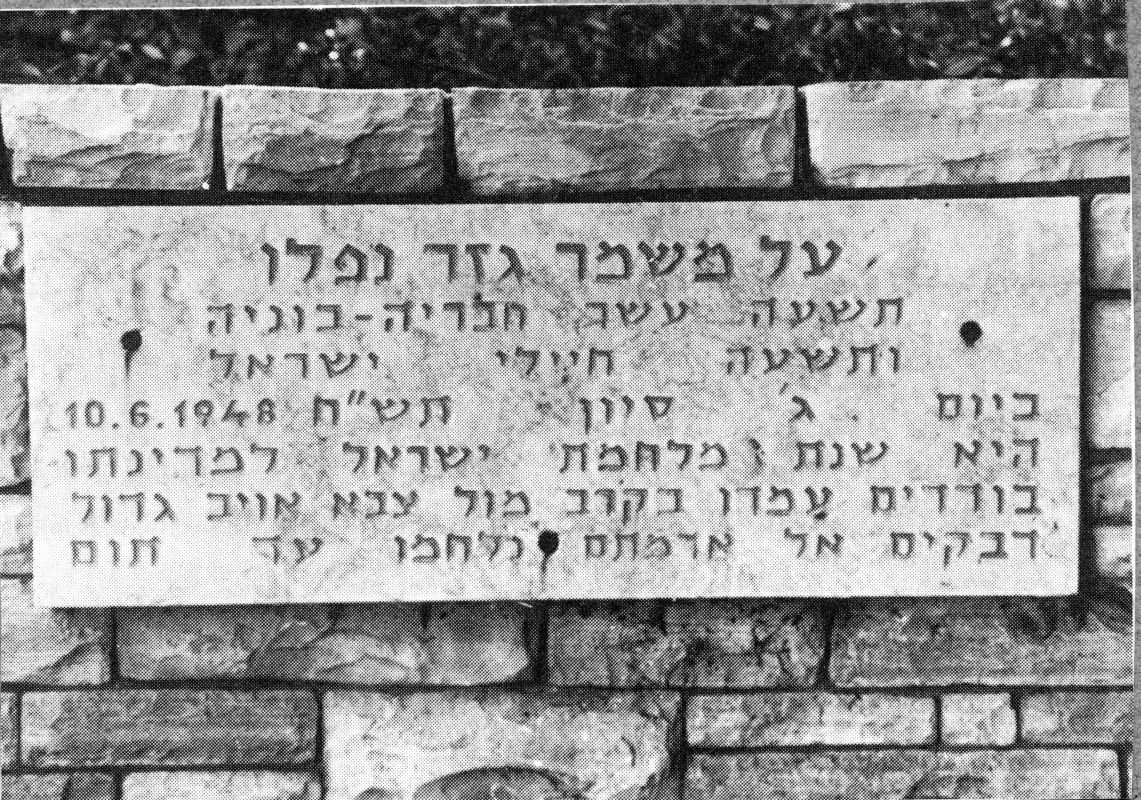 על משמר גזר נפלו
תשעה עשר חבריה-בוניה
ותשעה חיילי ישראל
ביום ג' סיון תש"ח 10.6.1948
היא שנת מלחמת ישראל למדינתו
בודדים עמדו בקרב מול צבא אויב גדול
דבקים אל אדמתם נלחמו עד תום